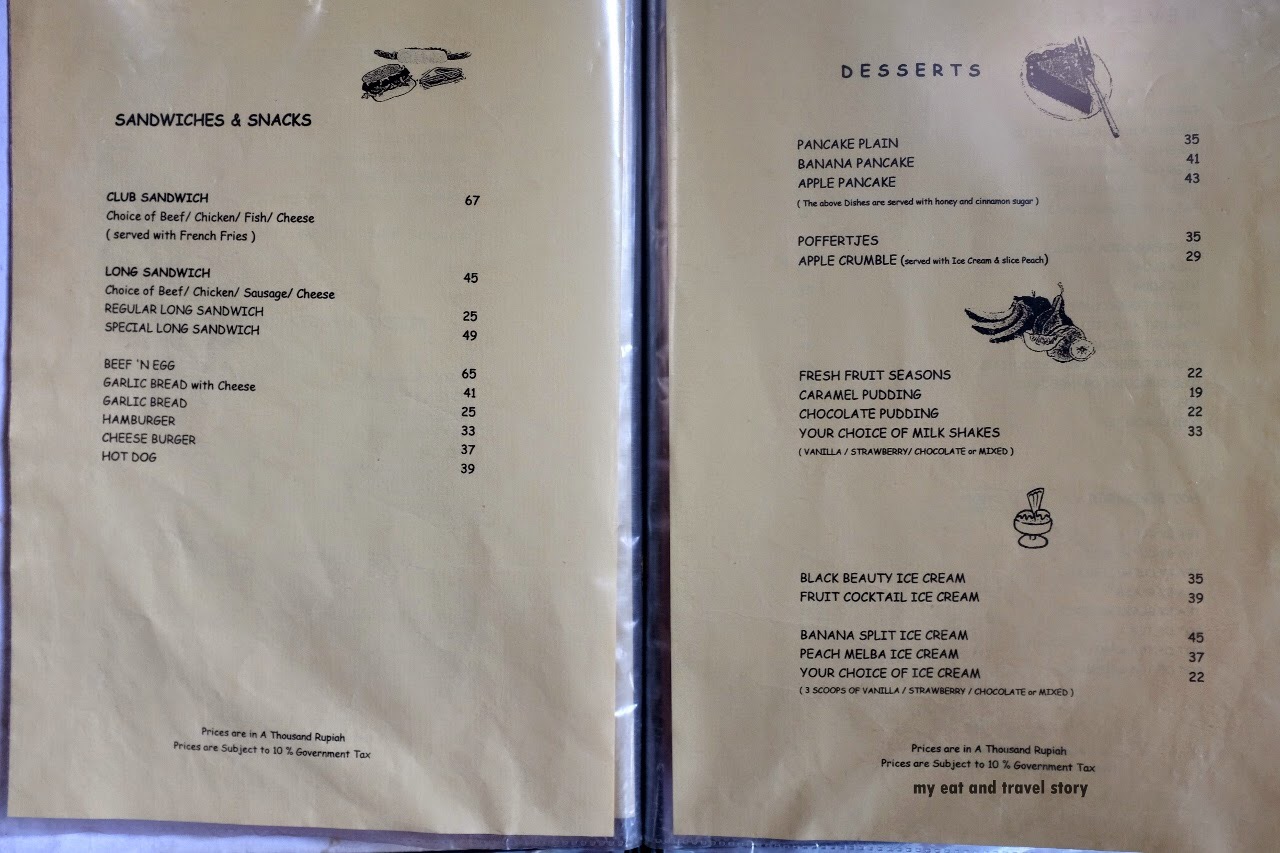 SANDWICHES & SNACKS
CLUB SANDWICH 67
Choice of Beef/ Chicken/ Fish/ Cheese
( served with French Fries )
LONG SANDWICH 45
Choice of Beef/ Chicken/ Sausage/ Cheese
REGULAR LONG SANDWICH 25
SPECIAL LONG SANDWICH 49
BEEF 'N EGG 65
GARLIC BREAD with Cheese 41
GARLIC BREAD 25
HAMBURGER 33
CHEESE BURGER 37
HOT DOG 39
Prices are in A Thousand Rupiah
Prices are Subject to 10 % Government Tax
DESSERTS
PANCAKE PLAIN 35
BANANA PANCAKE 41
APPLE PANCAKE 43
( The above Dishes are served with honey and cinnamon sugar )
POFFERTJES 35
APPLE CRUMBLE (served with Ice Cream & slice Peach) 29
FRESH FRUIT SEASONS 22
CARAMEL PUDDING 19
CHOCOLATE PUDDING 22
YOUR CHOICE OF MILK SHAKES 33
( VANILLA / STRAWBERRY/ CHOCOLATE or MIXED )
BLACK BEAUTY ICE CREAM 35
FRUIT COCKTAIL ICE CREAM 39
BANANA SPLIT ICE CREAM 45
PEACH MELBA ICE CREAM 37
YOUR CHOICE OF ICE CREAM 22
( 3 SCOOPS OF VANILLA / STRAWBERRY / CHOCOLATE or MIXED )
Prices are in A Thousand Rupiah
Prices are Subject to 10 % Government Tax
my eat and travel story